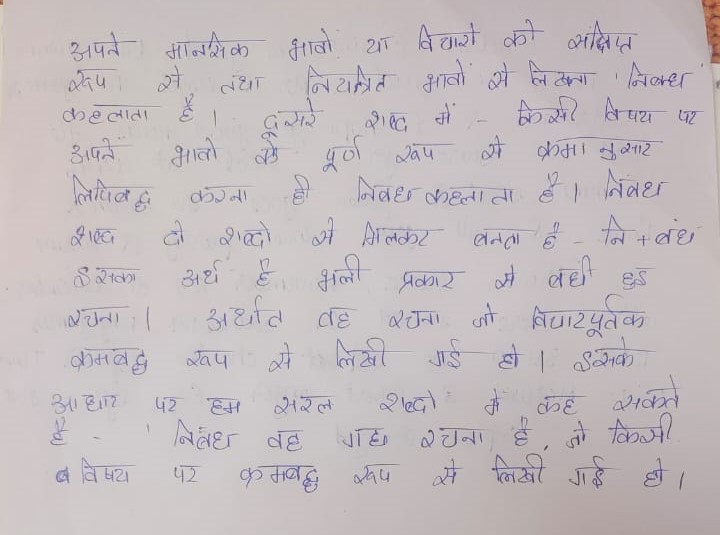 अपने मानसिक भावो या विचारो को संक्षिप्त
रूप से तथा नियत्रित भावों से लिखना 'निबंध
कहलाता है। दूसरे शब्द में - किसी विषय पर
अपने भावो को पूर्ण रूप से क्रमानुसार
लिपिबद्ध करना ही निबंध कहलाता है। निबंध
शब्द दो शब्दो से मिलकर बनता है - नि + बंध
इसका अर्थ है भली प्रकार से बंधी हुई
रचना। अर्थात वह रचना जो विचारपूर्तक
क्रमबद्ध रूप से लिखी गई हो। इसके
आधार पर हम सरल शब्दो मे कह सकते
है - 'निबंध वह गद्य रचना है, जो किसी
विषय पर क्रमबद्ध रूप से लिखी गई हो।